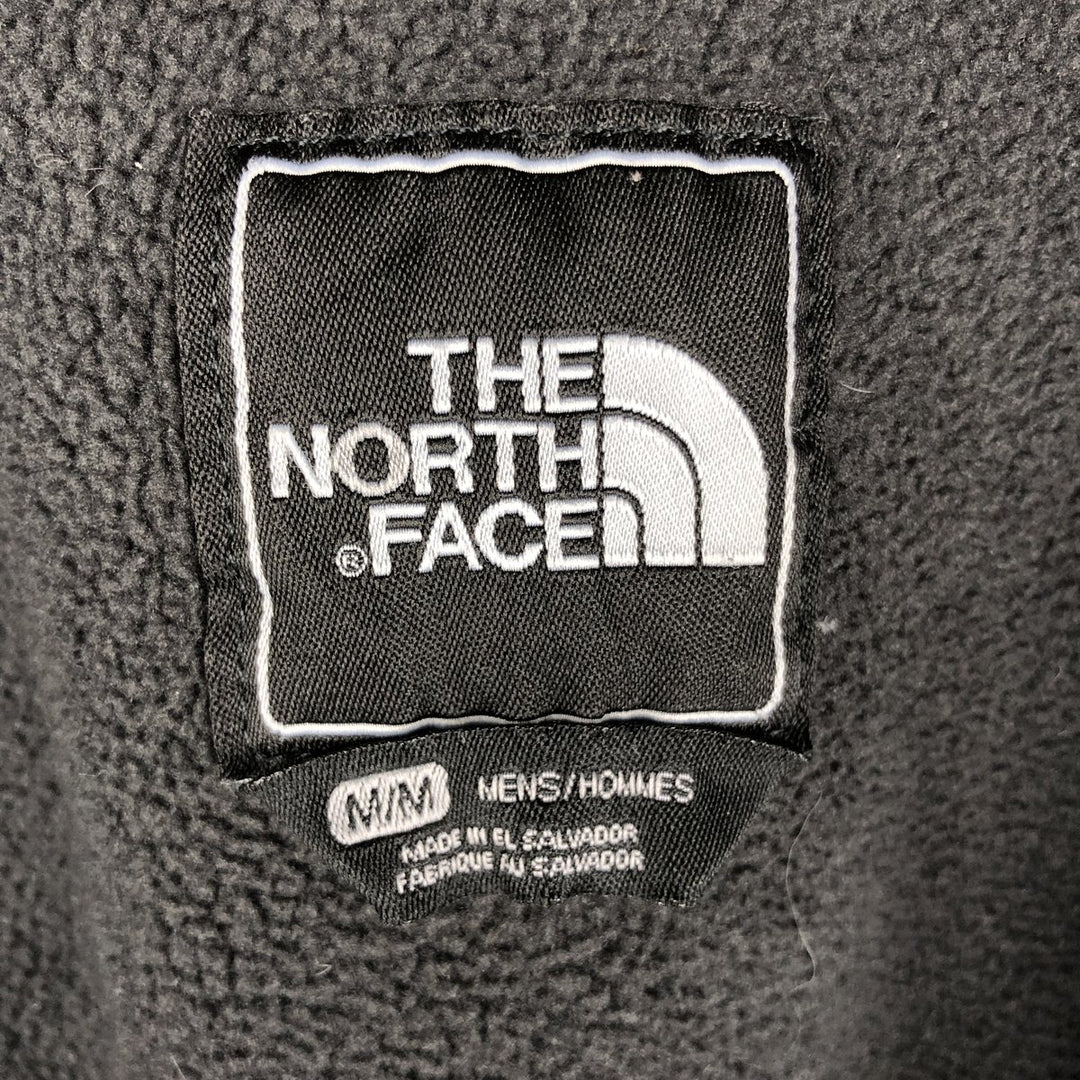 THE
NORTH
FACE
®
M/M MENS/HOMMES
MADE IN EL SALVADOR
FABRIQUE AU SALVADOR